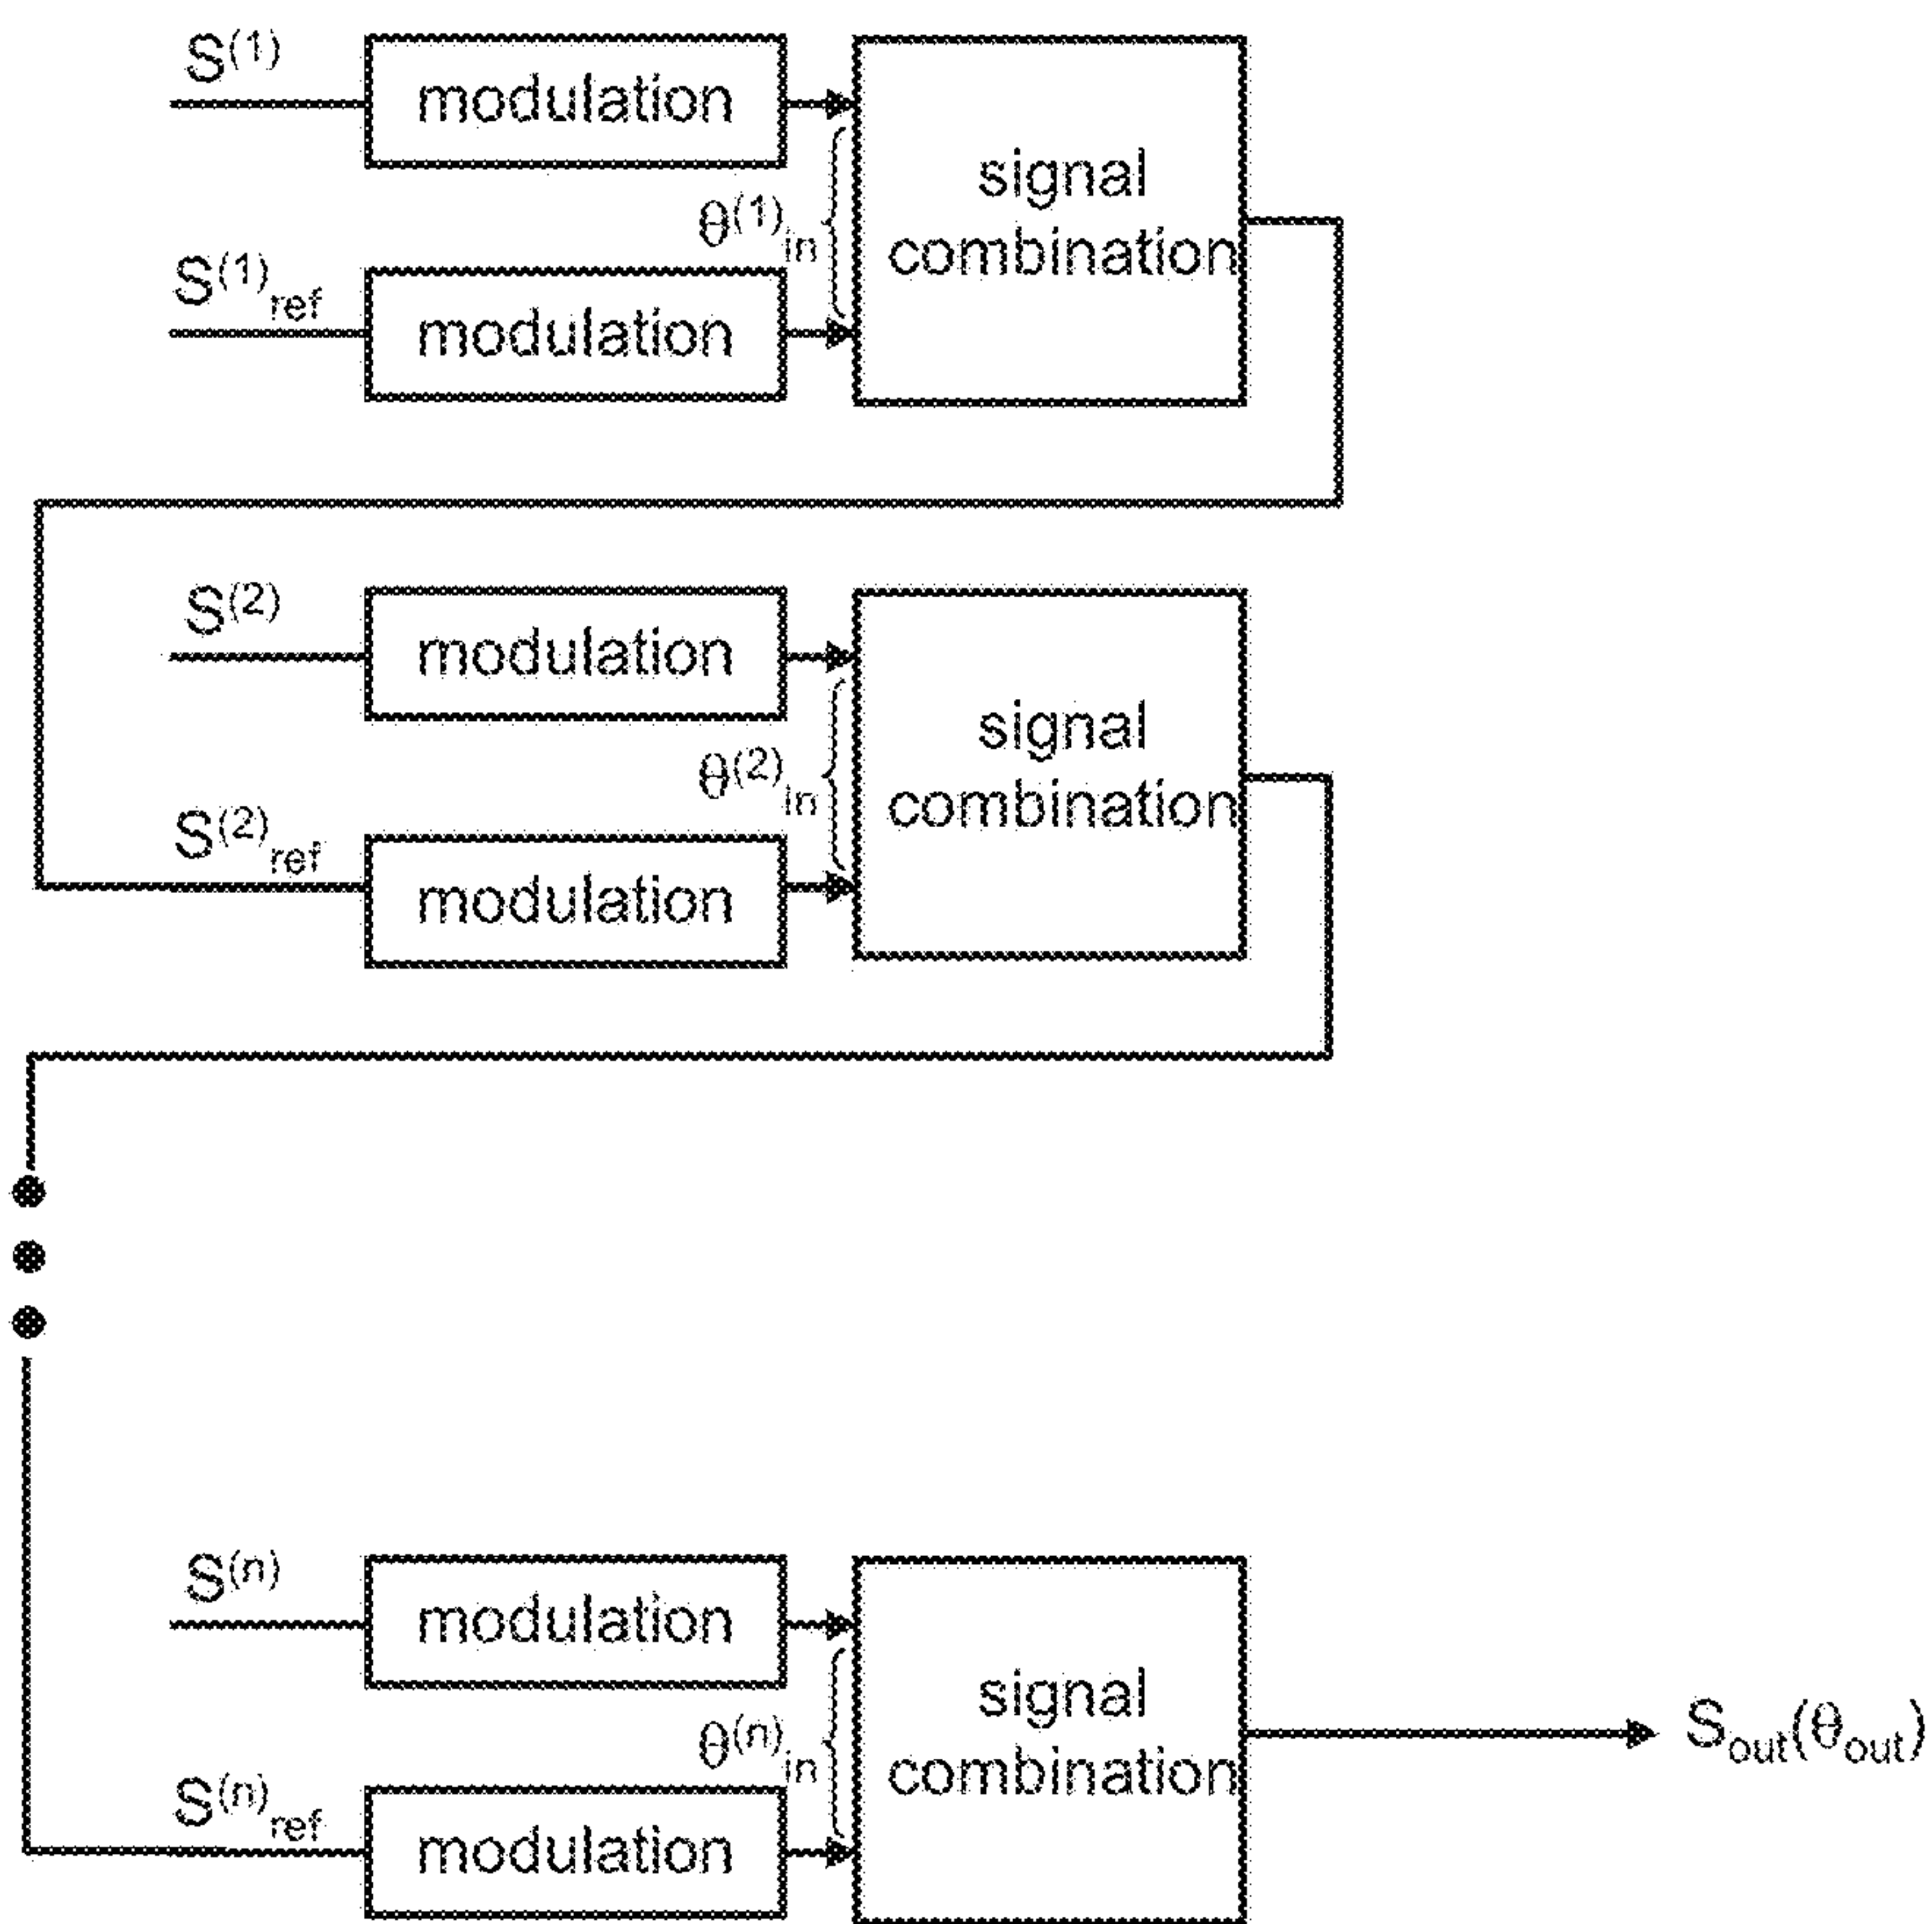 S(1)
modulation
signal
combination
θ(1)in
S(1)ref
modulation
S(2)
modulation
signal
combination
θ(2)in
S(2)ref
modulation
S(n)
modulation
signal
combination
θ(n)in
Sout(θout)
S(n)ref
modulation